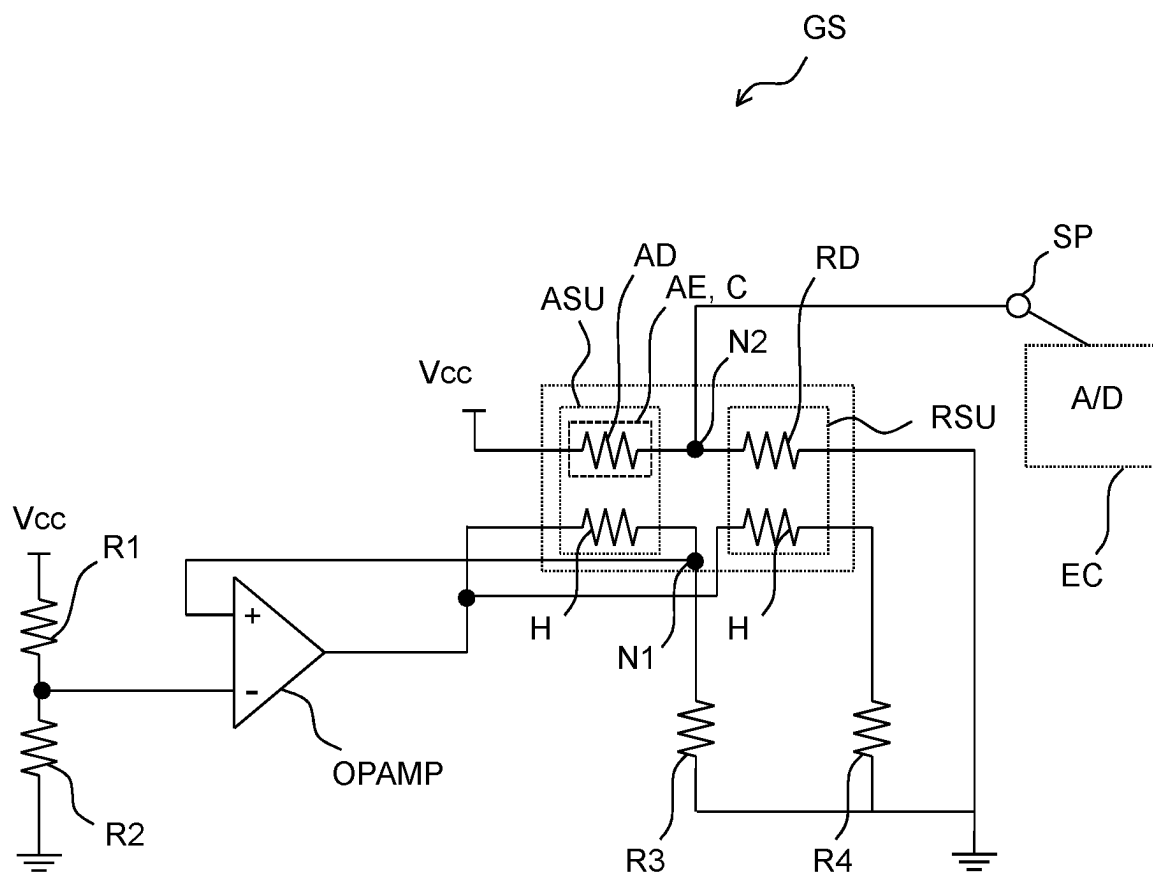 GS
SP
AD
RD
AE, C
ASU
N2
Vcc
A/D
RSU
Vcc
R1
EC
+
H
H
N1
-
OPAMP
R2
R3
R4